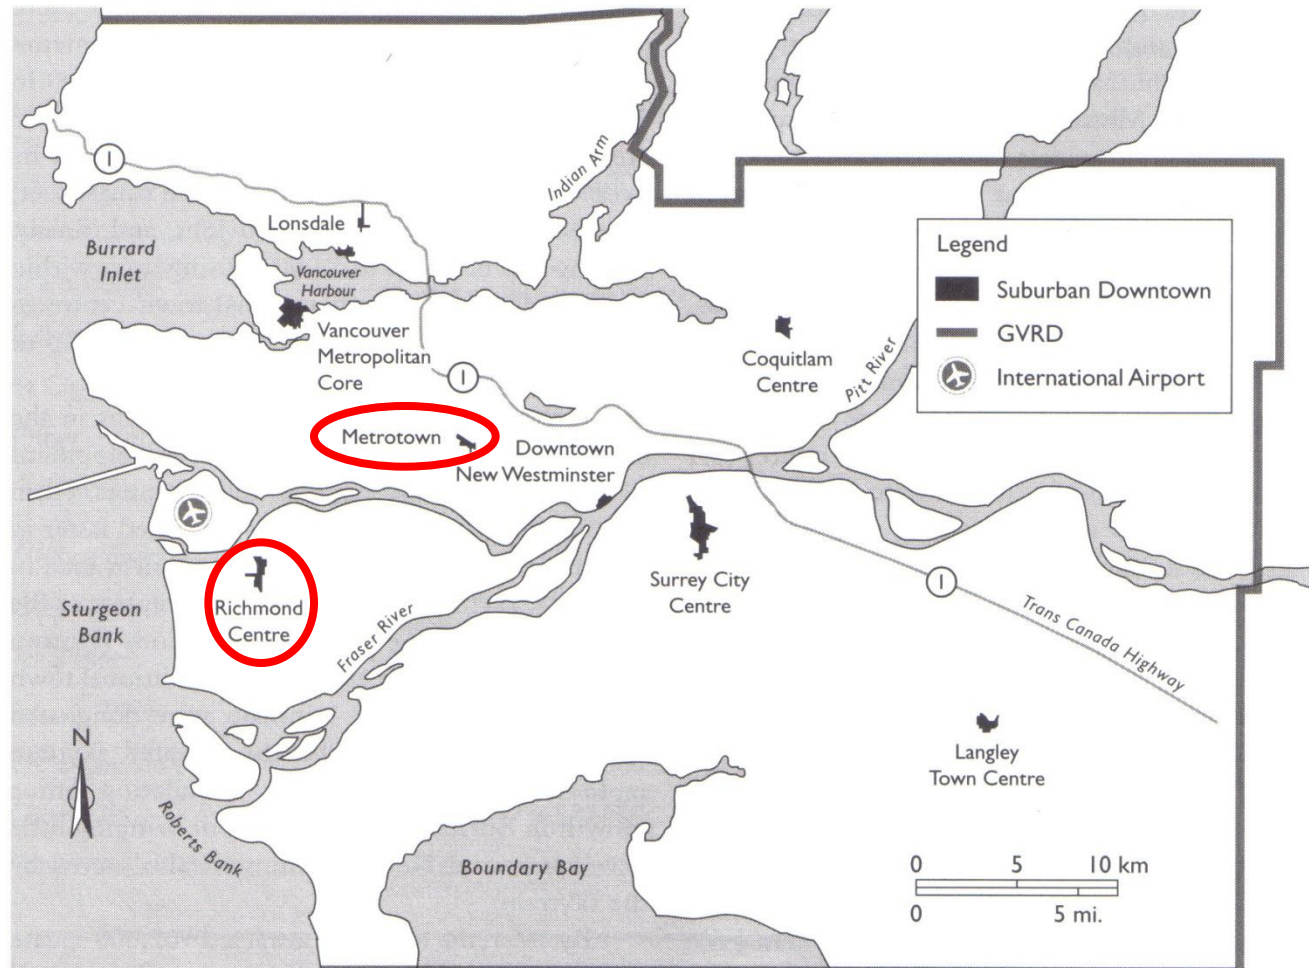 1
Indian Arm
Lonsdale
Burrard
Inlet
Vancouver
Harbour
Legend
Suburban Downtown
GVRD
International Airport
Vancouver
Metropolitan
Core
Coquitlam
Centre
Pitt River
1
Metrotown
Downtown
New Westminster
Richmond
Centre
Sturgeon
Bank
Fraser River
Surrey City
Centre
1
Trans Canada Highway
N
Langley
Town Centre
Roberts Bank
Boundary Bay
0 5 10 km
0 5 mi.